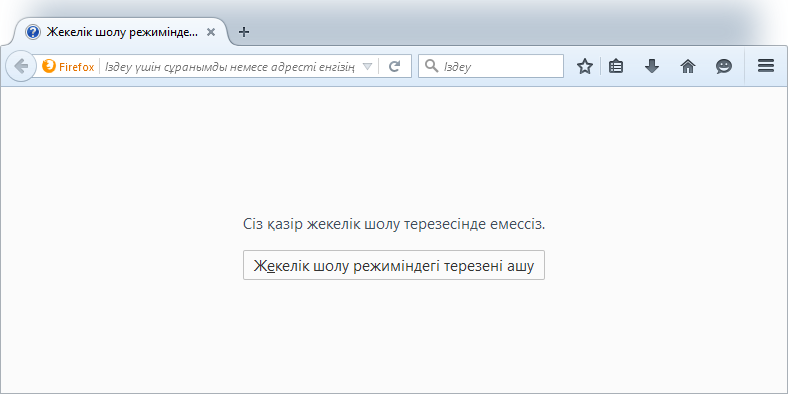 Жекелік шолу режимінде...
Firefox
Іздеу үшін сұранымды немесе адресті енгізің
Іздеу
Сіз қазір жекелік шолу терезесінде емессіз.
Жекелік шолу режиміндегі терезені ашу